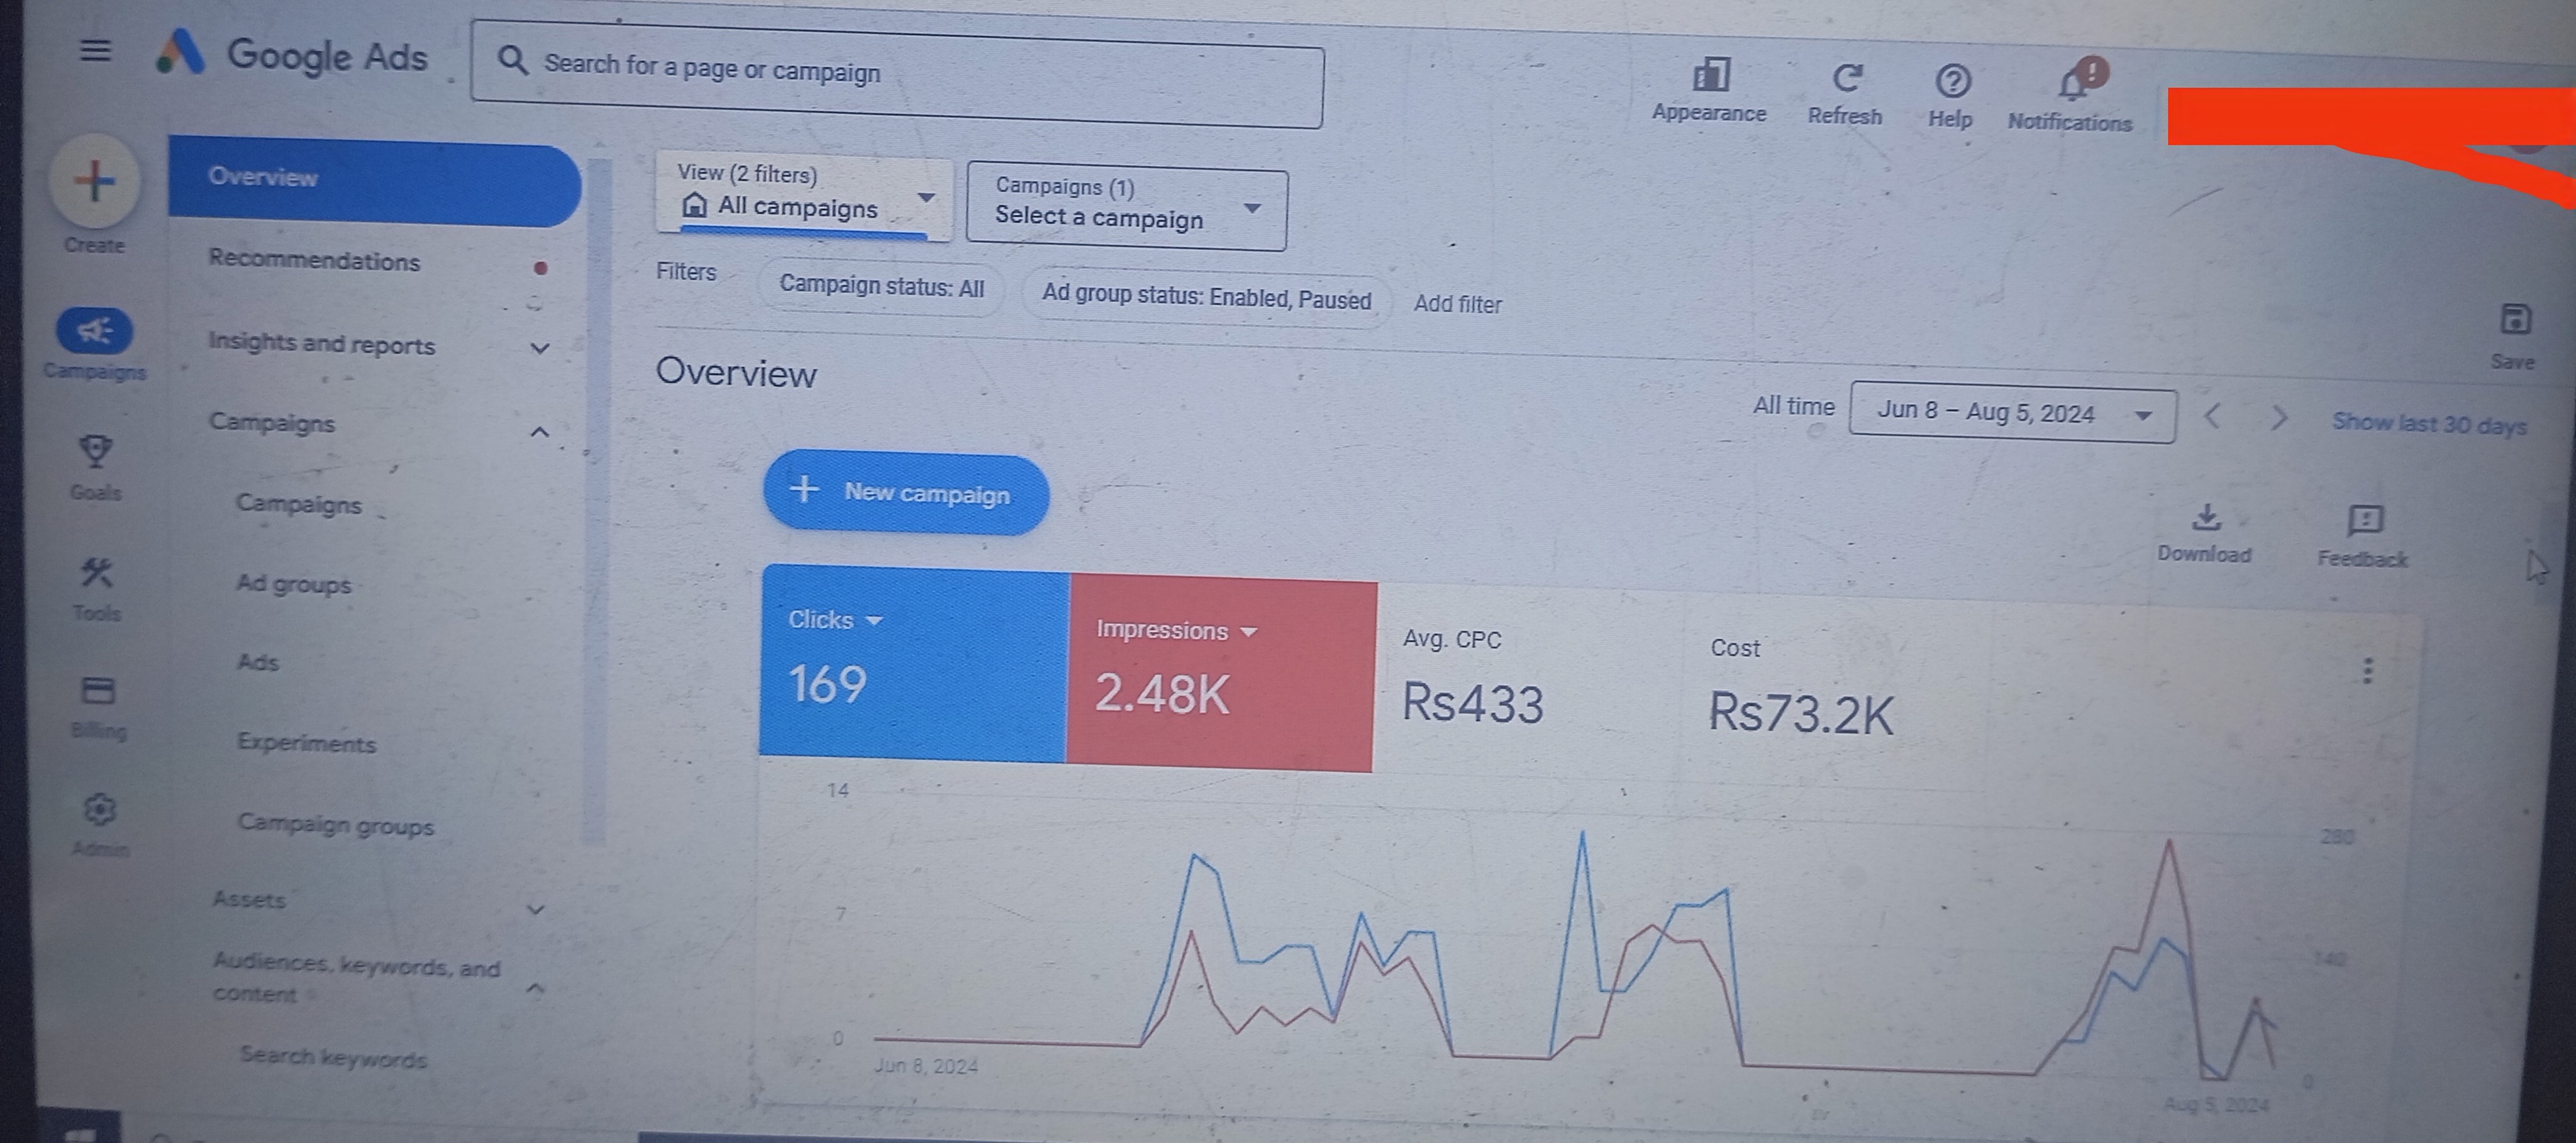 Google Ads
Search for a page or campaign
Appearance
Refresh
Help
Notifications
Create
Campaigns
Goals
Tools
Billing
Admin
Overview
Recommendations
Insights and reports
Campaigns
Campaigns
Ad groups
Ads
Experiments
Campaign groups
Assets
Audiences, keywords, and
content
Search keywords
View (2 filters)
All campaigns
Campaigns (1)
Select a campaign
Filters
Campaign status: All
Ad group status: Enabled, Paused
Add filter
Save
Overview
All time
Jun 8 – Aug 5, 2024
Show last 30 days
New campaign
Download
Feedback
Clicks
169
Impressions
2.48K
Avg. CPC
Rs433
Cost
Rs73.2K
14
7
0
280
140
0
Jun 8, 2024
Aug 5, 2024